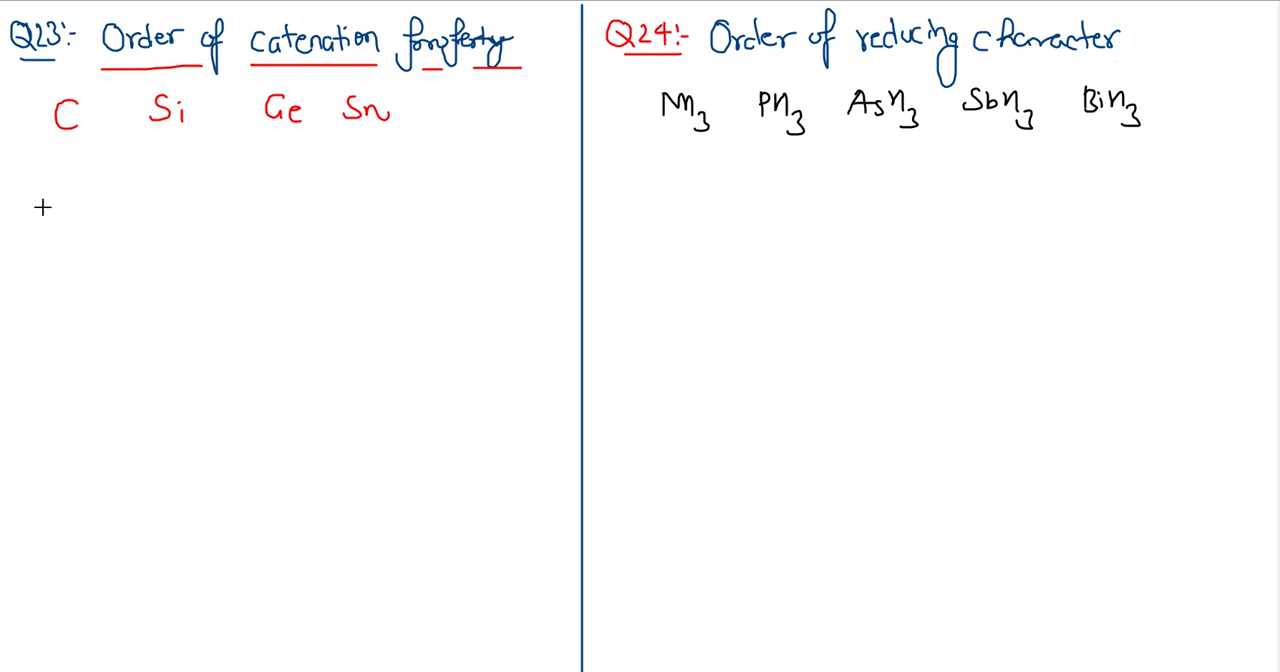 Q23:- Order of catenation property
C Si Ge Sn
Q24:- Order of reducing character
NH3 PH3 AsH3 SbH3 BiH3